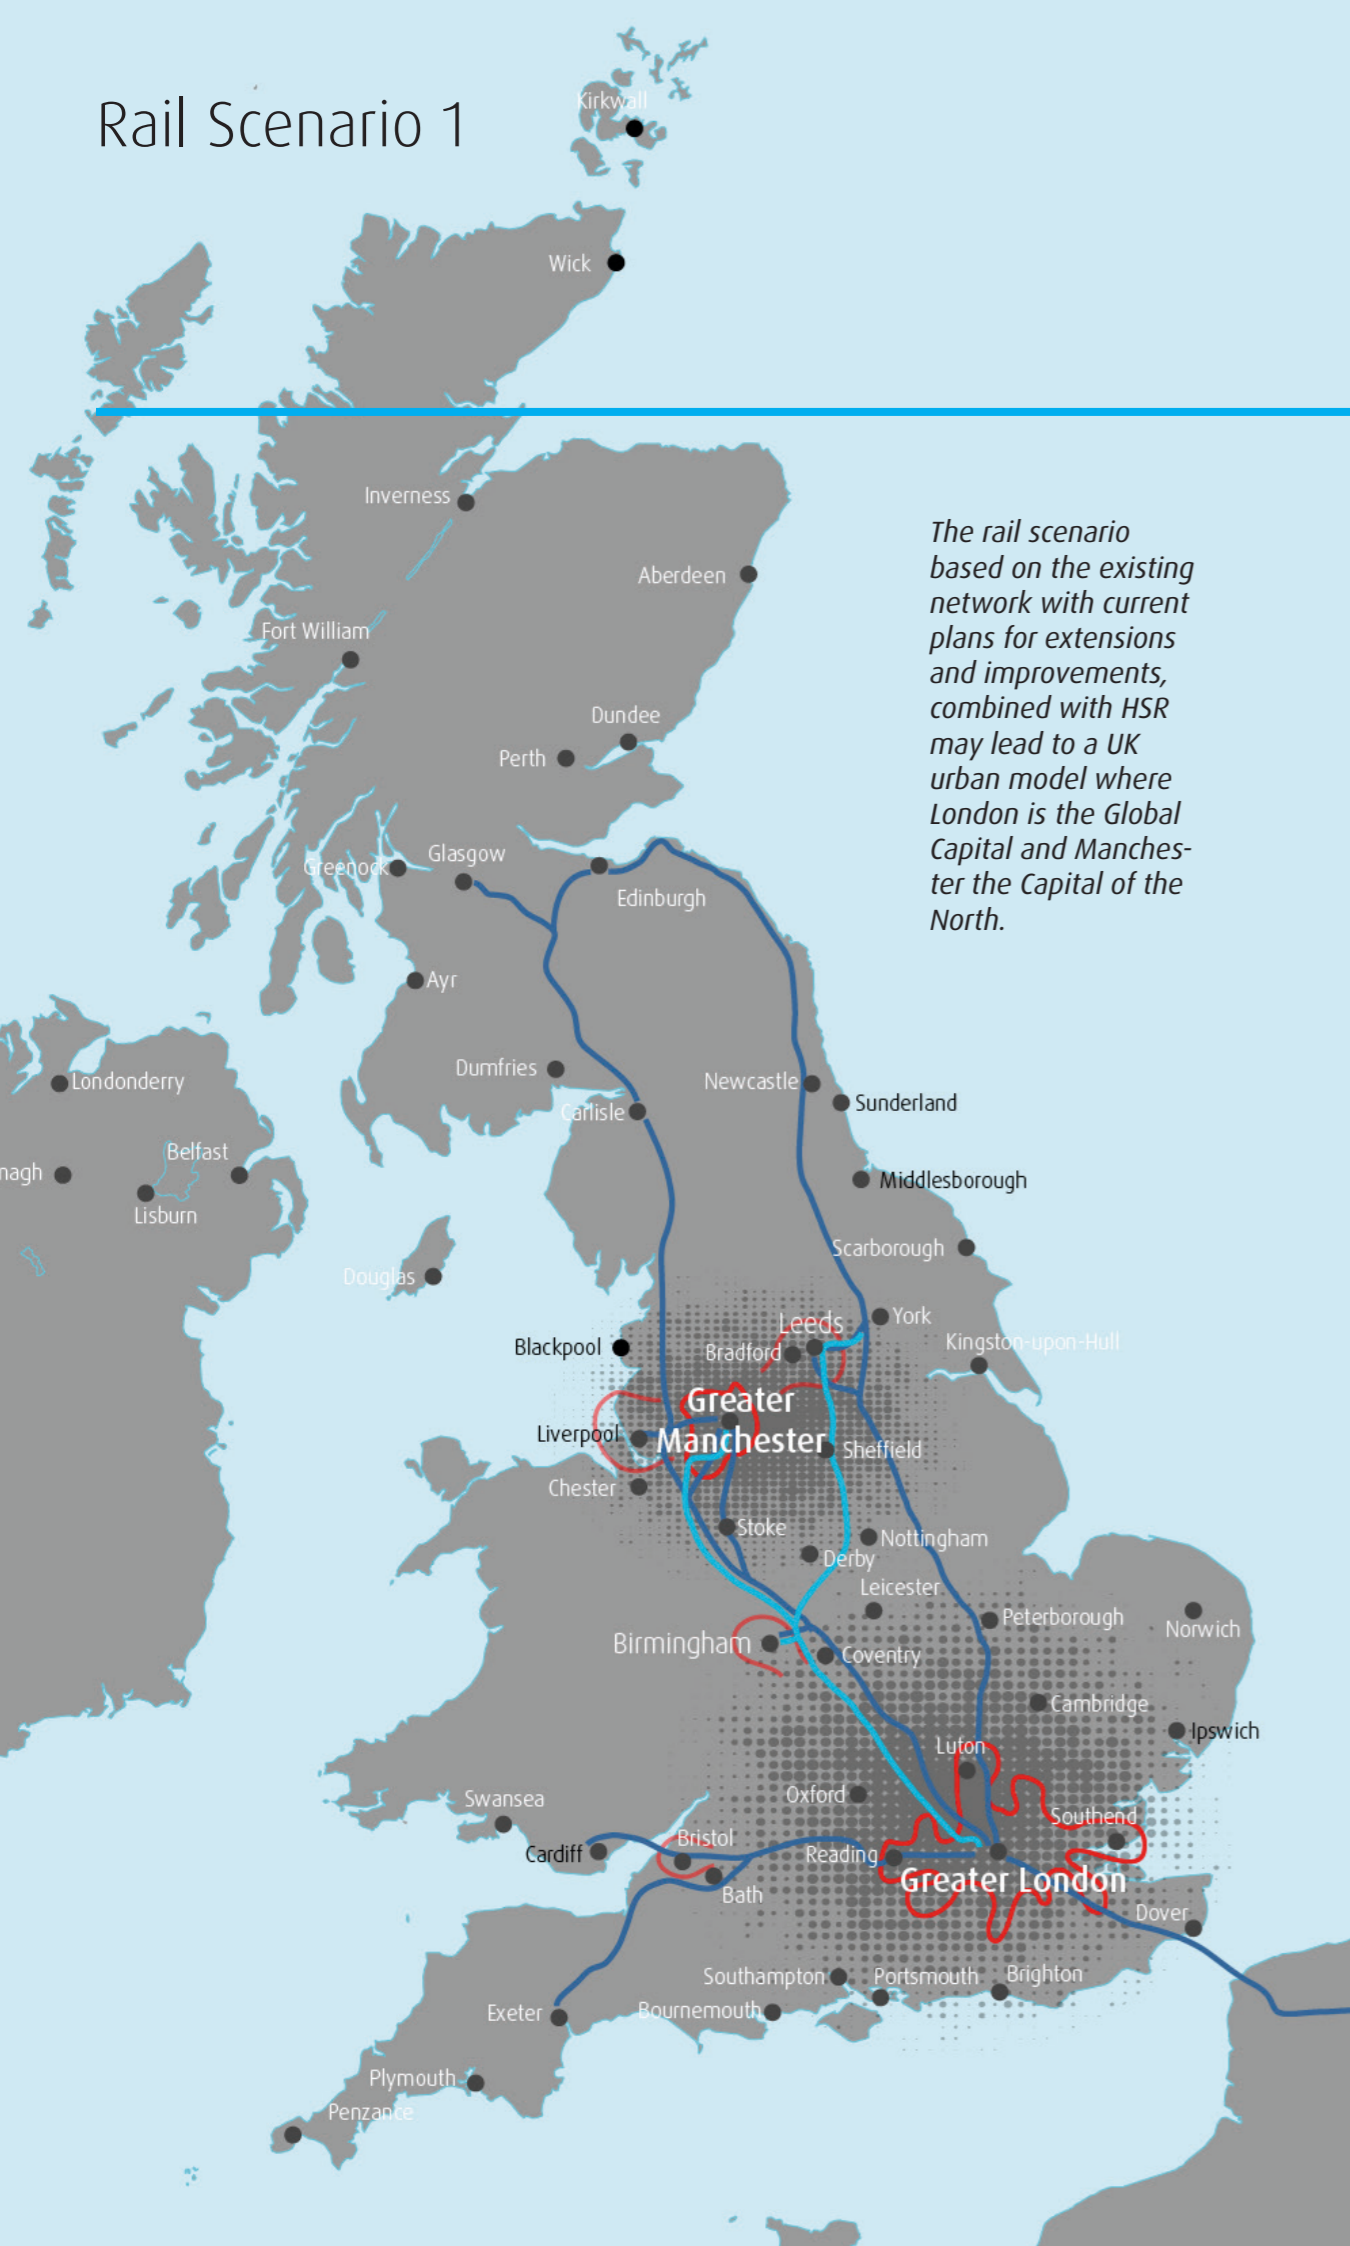 Rail Scenario 1
Kirkwall
Wick
Inverness
The rail scenario
based on the existing
network with current
plans for extensions
and improvements,
combined with HSR
may lead to a UK
urban model where
London is the Global
Capital and Manches-
ter the Capital of the
North.
Aberdeen
Fort William
Dundee
Perth
Glasgow
Greenock
Edinburgh
Ayr
Dumfries
Newcastle
Londonderry
Sunderland
Carlisle
Belfast
nagh
Middlesborough
Lisburn
Scarborough
Douglas
York
Leeds
Kingston-upon-Hull
Blackpool
Bradford
Greater
Manchester
Liverpool
Sheffield
Chester
Stoke
Nottingham
Derby
Leicester
Peterborough
Norwich
Birmingham
Coventry
Cambridge
Ipswich
Luton
Oxford
Swansea
Southend
Bristol
Cardiff
Reading
Greater London
Bath
Dover
Southampton
Portsmouth
Brighton
Exeter
Bournemouth
Plymouth
Penzance